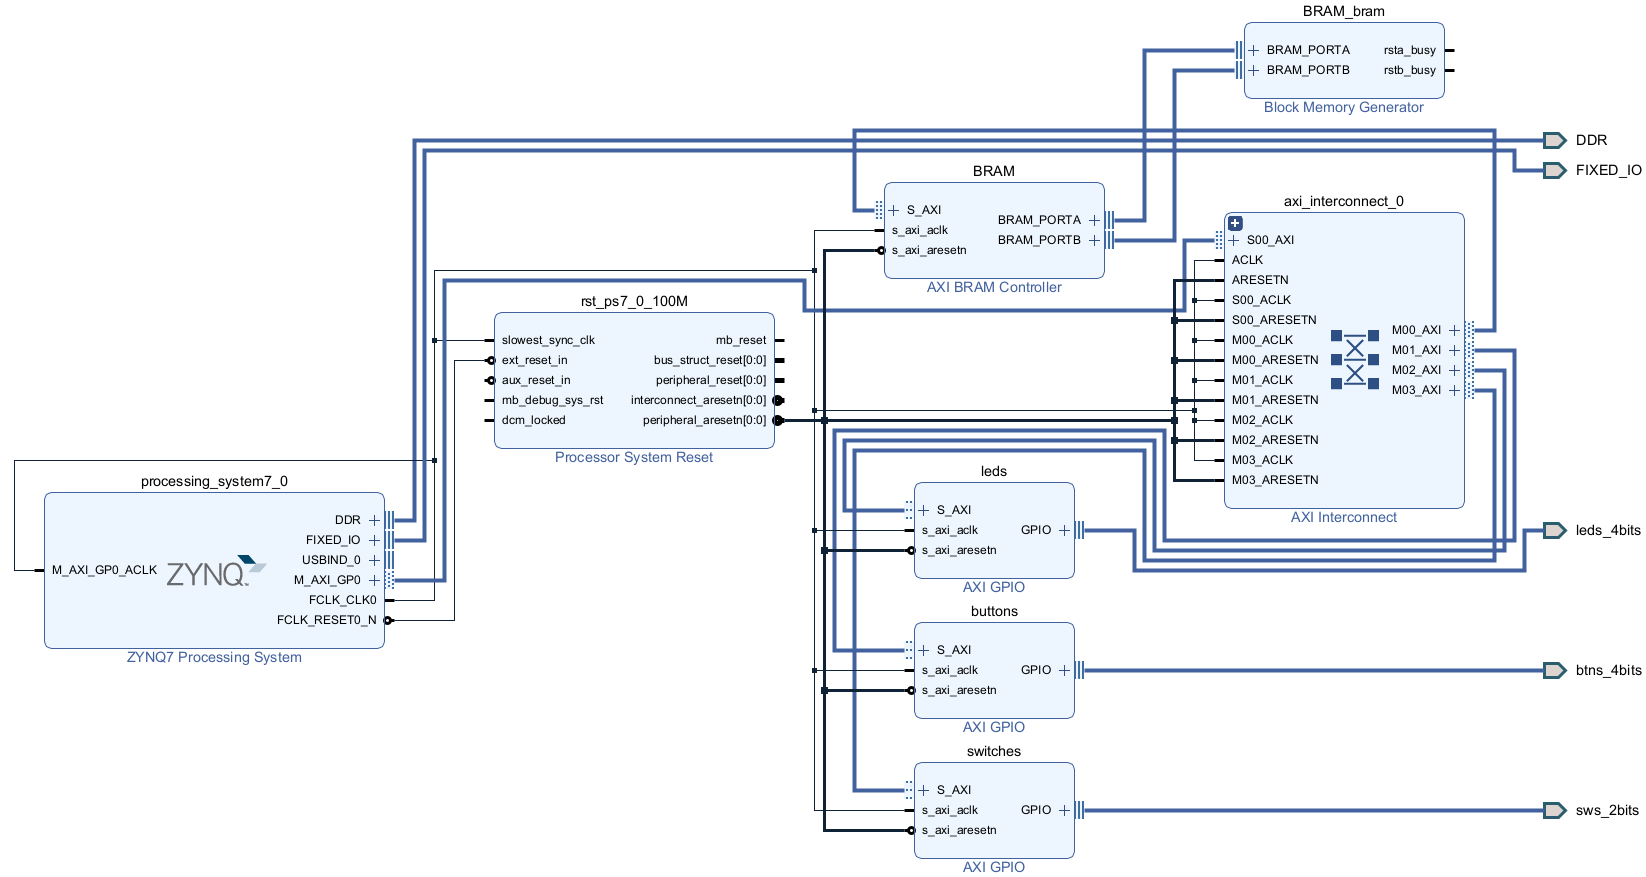 BRAM_bram
BRAM_PORTA
rsta_busy
BRAM_PORTB
rstb_busy
Block Memory Generator
DDR
FIXED_IO
BRAM
S_AXI
s_axi_aclk
s_axi_aresetn
BRAM_PORTA
BRAM_PORTB
AXI BRAM Controller
axi_interconnect_0
S00_AXI
ACLK
ARESETN
S00_ACLK
S00_ARESETN
M00_ACLK
M00_ARESETN
M01_ACLK
M01_ARESETN
M02_ACLK
M02_ARESETN
M03_ACLK
M03_ARESETN
M00_AXI
M01_AXI
M02_AXI
M03_AXI
AXI Interconnect
rst_ps7_0_100M
slowest_sync_clk
ext_reset_in
aux_reset_in
mb_debug_sys_rst
dcm_locked
mb_reset
bus_struct_reset[0:0]
peripheral_reset[0:0]
interconnect_aresetn[0:0]
peripheral_aresetn[0:0]
Processor System Reset
processing_system7_0
M_AXI_GP0_ACLK
ZYNQ
DDR
FIXED_IO
USBIND_0
M_AXI_GP0
FCLK_CLK0
FCLK_RESET0_N
ZYNQ7 Processing System
leds
S_AXI
s_axi_aclk
s_axi_aresetn
GPIO
AXI GPIO
leds_4bits
buttons
S_AXI
s_axi_aclk
s_axi_aresetn
GPIO
AXI GPIO
btns_4bits
switches
S_AXI
s_axi_aclk
s_axi_aresetn
GPIO
AXI GPIO
sws_2bits